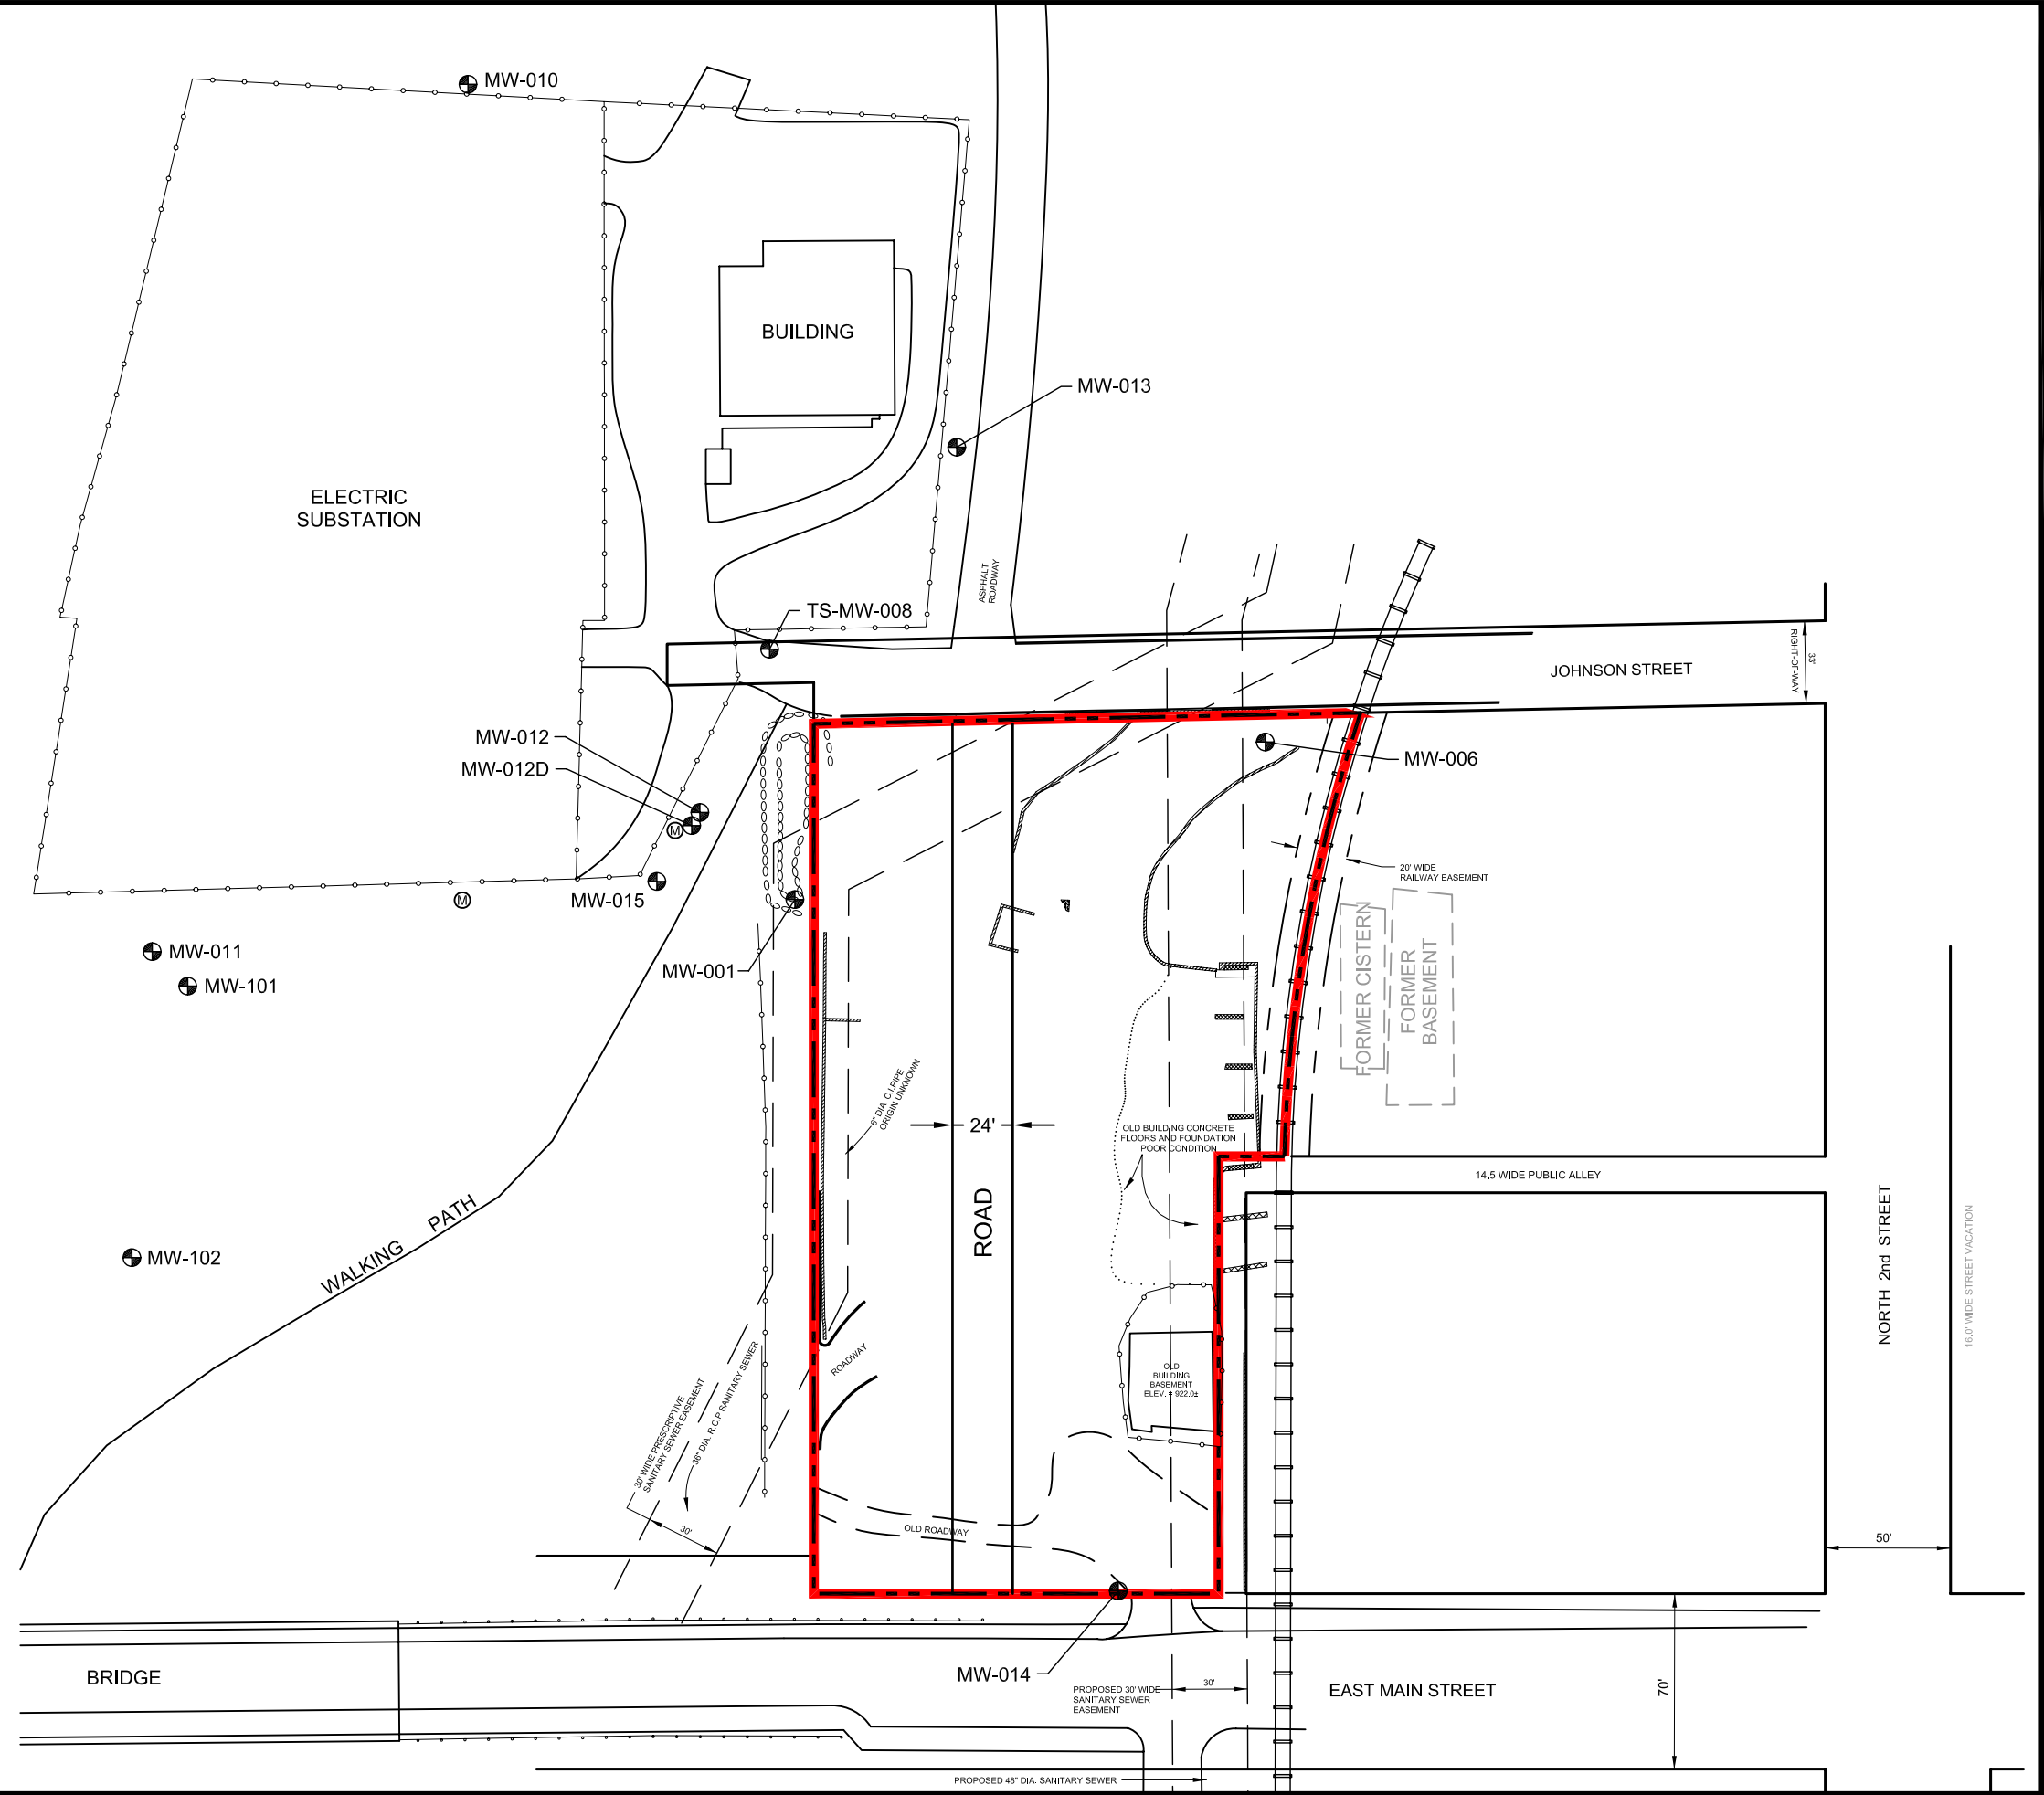 MW-010
BUILDING
MW-013
ELECTRIC
SUBSTATION
ASPHALT
ROADWAY
TS-MW-008
JOHNSON STREET
33'
RIGHT-OF-WAY
MW-012
MW-012D
M
MW-006
20' WIDE
RAILWAY EASEMENT
MW-015
M
MW-001
MW-011
MW-101
FORMER CISTERN
FORMER
BASEMENT
6" DIA. C.I.PIPE
ORIGIN UNKNOWN
24'
OLD BUILDING CONCRETE
FLOORS AND FOUNDATION
POOR CONDITION
14.5 WIDE PUBLIC ALLEY
ROAD
WALKING PATH
MW-102
NORTH 2nd STREET
16.0' WIDE STREET VACATION
ROADWAY
OLD
BUILDING
BASEMENT
ELEV. = 922.0±
30' WIDE PRESCRIPTIVE
SANITARY SEWER EASEMENT
36" DIA. R.C.P SANITARY SEWER
30'
OLD ROADWAY
50'
BRIDGE
MW-014
PROPOSED 30' WIDE
SANITARY SEWER
EASEMENT
30'
EAST MAIN STREET
70'
PROPOSED 48" DIA. SANITARY SEWER